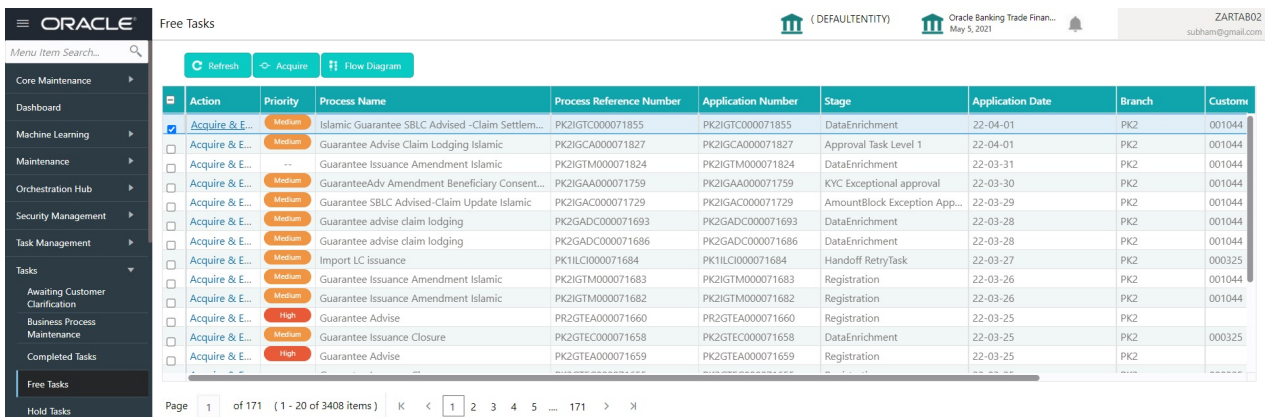 ORACLE
Free Tasks
( DEFAULTENTITY)
Oracle Banking Trade Finan...
May 5, 2021
ZARTAB02
subham@gmail.com
Menu Item Search...
Core Maintenance
Dashboard
Machine Learning
Maintenance
Orchestration Hub
Security Management
Task Management
Tasks
Awaiting Customer
Clarification
Business Process
Maintenance
Completed Tasks
Free Tasks
Hold Tasks
Refresh Acquire Flow Diagram
Action Priority Process Name Process Reference Number Application Number Stage Application Date Branch Custome
Acquire & E... Medium Islamic Guarantee SBLC Advised -Claim Settlem... PK2IGTC000071855 PK2IGTC000071855 DataEnrichment 22-04-01 PK2 001044
Acquire & E... Medium Guarantee Advise Claim Lodging Islamic PK2IGCA000071827 PK2IGCA000071827 Approval Task Level 1 22-04-01 PK2 001044
Acquire & E... -- Guarantee Issuance Amendment Islamic PK2IGTM000071824 PK2IGTM000071824 DataEnrichment 22-03-31 PK2 001044
Acquire & E... Medium GuaranteeAdv Amendment Beneficiary Consent... PK2IGAA000071759 PK2IGAA000071759 KYC Exceptional approval 22-03-30 PK2 001044
Acquire & E... Medium Guarantee SBLC Advised-Claim Update Islamic PK2IGAC000071729 PK2IGAC000071729 AmountBlock Exception App... 22-03-29 PK2 001044
Acquire & E... Medium Guarantee advise claim lodging PK2GADC000071693 PK2GADC000071693 DataEnrichment 22-03-28 PK2 001044
Acquire & E... Medium Guarantee advise claim lodging PK2GADC000071686 PK2GADC000071686 DataEnrichment 22-03-28 PK2 001044
Acquire & E... Medium Import LC issuance PK1ILCI000071684 PK1ILCI000071684 Handoff RetryTask 22-03-27 PK2 000325
Acquire & E... Medium Guarantee Issuance Amendment Islamic PK2IGTM000071683 PK2IGTM000071683 Registration 22-03-26 PK2 001044
Acquire & E... Medium Guarantee Issuance Amendment Islamic PK2IGTM000071682 PK2IGTM000071682 Registration 22-03-26 PK2 001044
Acquire & E... High Guarantee Advise PR2GTEA000071660 PR2GTEA000071660 Registration 22-03-25 PK2
Acquire & E... Medium Guarantee Issuance Closure PK2GTEC000071658 PK2GTEC000071658 DataEnrichment 22-03-25 PK2 000325
Acquire & E... High Guarantee Advise PK2GTEA000071659 PK2GTEA000071659 Registration 22-03-25 PK2
Page 1 of 171 (1 - 20 of 3408 items) 1 2 3 4 5 ... 171